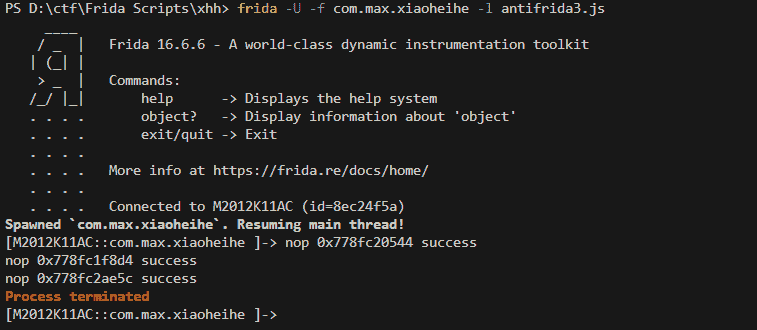 PS D:\ctf\Frida Scripts\xhh> frida -U -f com.max.xiaoheihe -l antifrida3.js
     ____
    / _  |   Frida 16.6.6 - A world-class dynamic instrumentation toolkit
   | (_| |
    > _  |   Commands:
   /_/ |_|       help      -> Displays the help system
   . . . .       object?   -> Display information about 'object'
   . . . .       exit/quit -> Exit
   . . . .
   . . . .   More info at https://frida.re/docs/home/
   . . . .
   . . . .   Connected to M2012K11AC (id=8ec24f5a)
Spawned `com.max.xiaoheihe`. Resuming main thread!
[M2012K11AC::com.max.xiaoheihe ]-> nop 0x778fc20544 success
nop 0x778fc1f8d4 success
nop 0x778fc2ae5c success
Process terminated
[M2012K11AC::com.max.xiaoheihe ]->